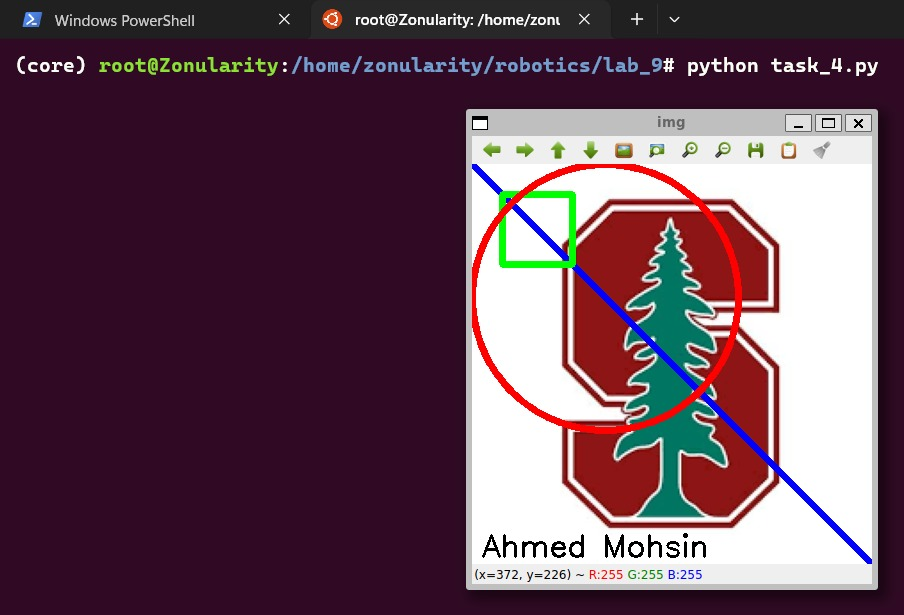 Windows PowerShell
root@Zonularity: /home/zonu
(core) root@Zonularity:/home/zonularity/robotics/lab_9# python task_4.py
img
Ahmed Mohsin
(x=372, y=226) ~ R:255 G:255 B:255